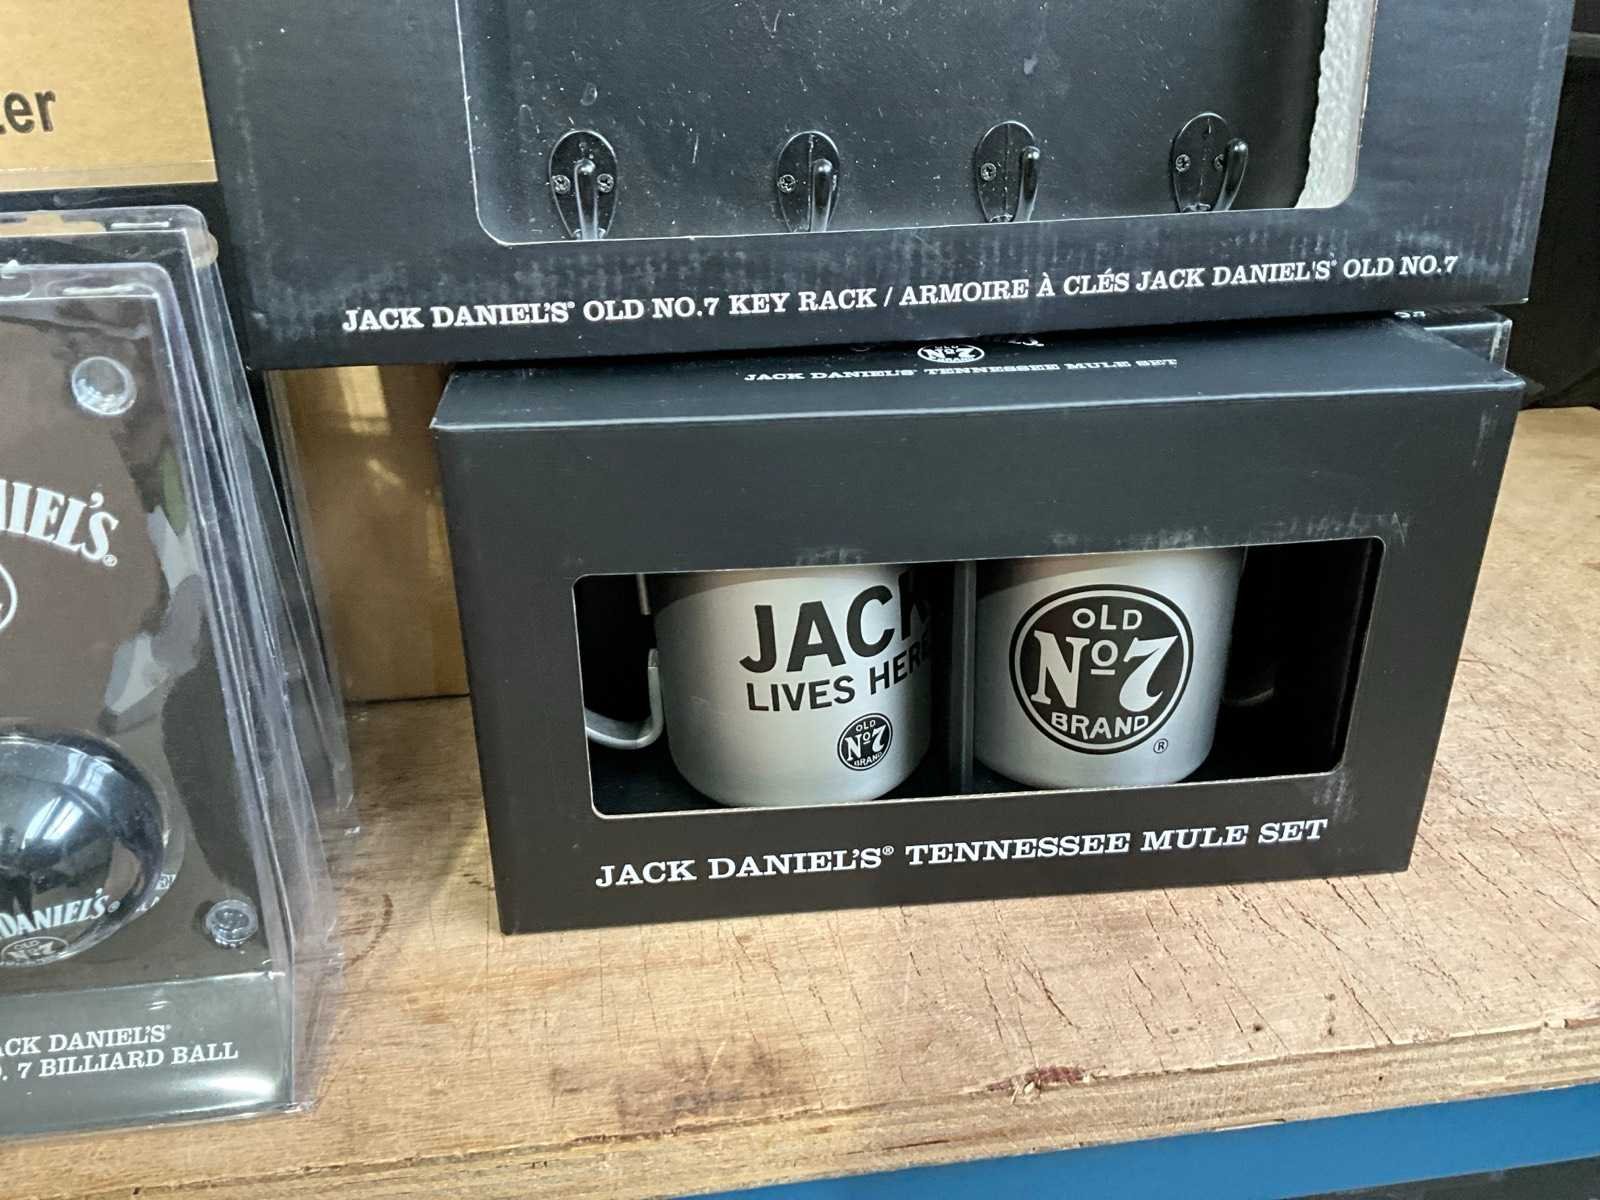 JACK DANIEL'S® OLD NO.7 KEY RACK / ARMOIRE À CLÉS JACK DANIEL'S® OLD NO.7
JACK DANIEL'S® TENNESSEE MULE SET
JACK
LIVES HERE
OLD
Nº7
BRAND
OLD
Nº7
BRAND
®
JACK DANIEL'S® TENNESSEE MULE SET
IEL'S®
DANIEL'S®
OLD
Nº7
ACK DANIEL'S®
. 7 BILLIARD BALL